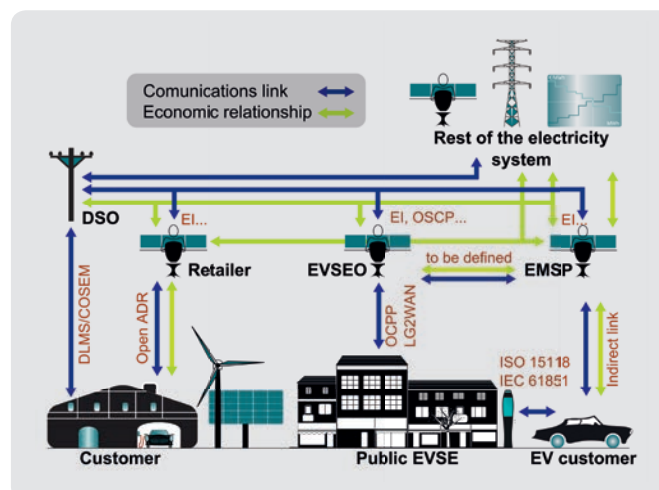 Comunications link
Economic relationship
Rest of the electricity
system
DSO
EI...
EI, OSCP...
EI...
Retailer
EVSEO
to be defined
EMSP
DLMS/COSEM
Open ADR
OCPP
LG2WAN
ISO 15118
IEC 61851
Indirect link
Customer
Public EVSE
EV customer